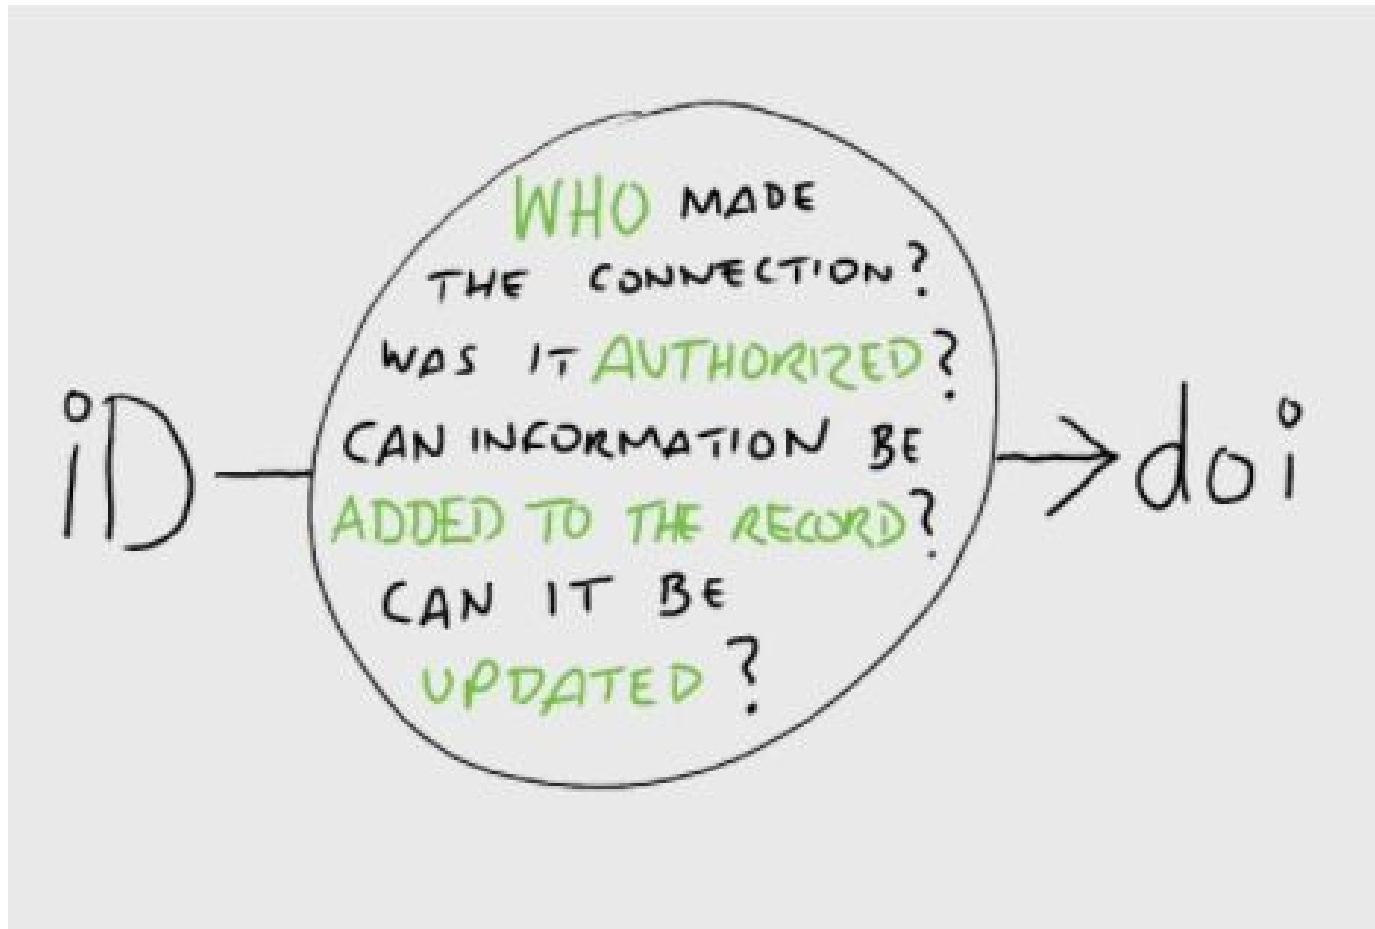 WHO MADE
THE CONNECTION?
WAS IT AUTHORIZED?
CAN INFORMATION BE
iD
doi
ADDED TO THE RECORD?
CAN IT BE
UPDATED?